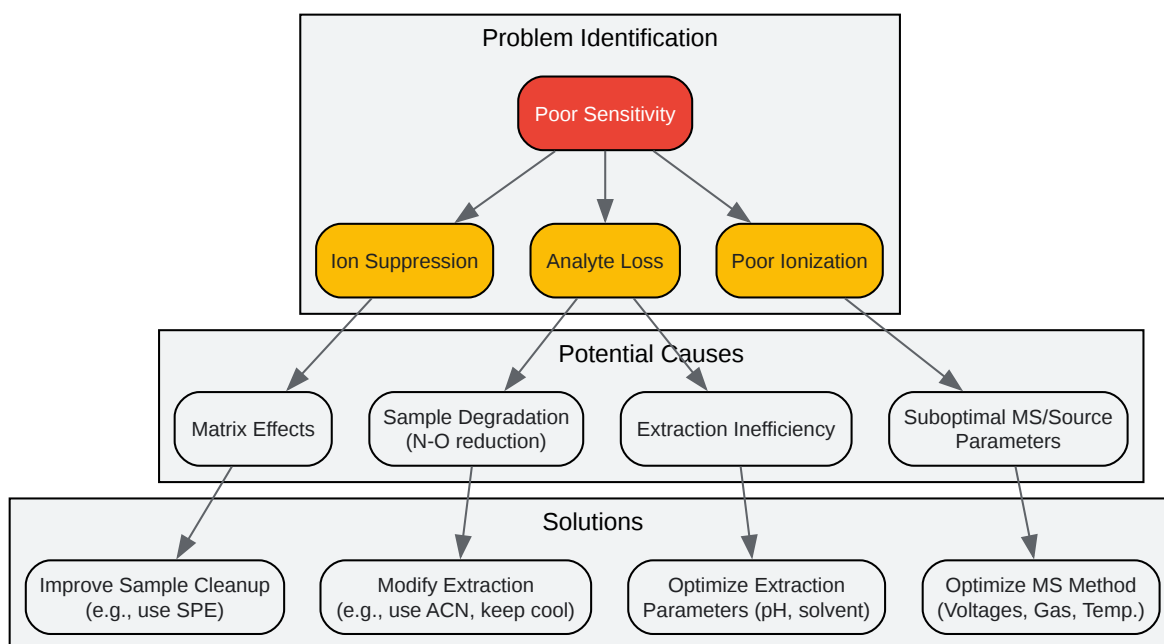 Problem Identification
Poor Sensitivity
Ion Suppression
Analyte Loss
Poor Ionization
Potential Causes
Matrix Effects
Sample Degradation
(N-O reduction)
Extraction Inefficiency
Suboptimal MS/Source
Parameters
Solutions
Improve Sample Cleanup
(e.g., use SPE)
Modify Extraction
(e.g., use ACN, keep cool)
Optimize Extraction
Parameters (pH, solvent)
Optimize MS Method
(Voltages, Gas, Temp.)